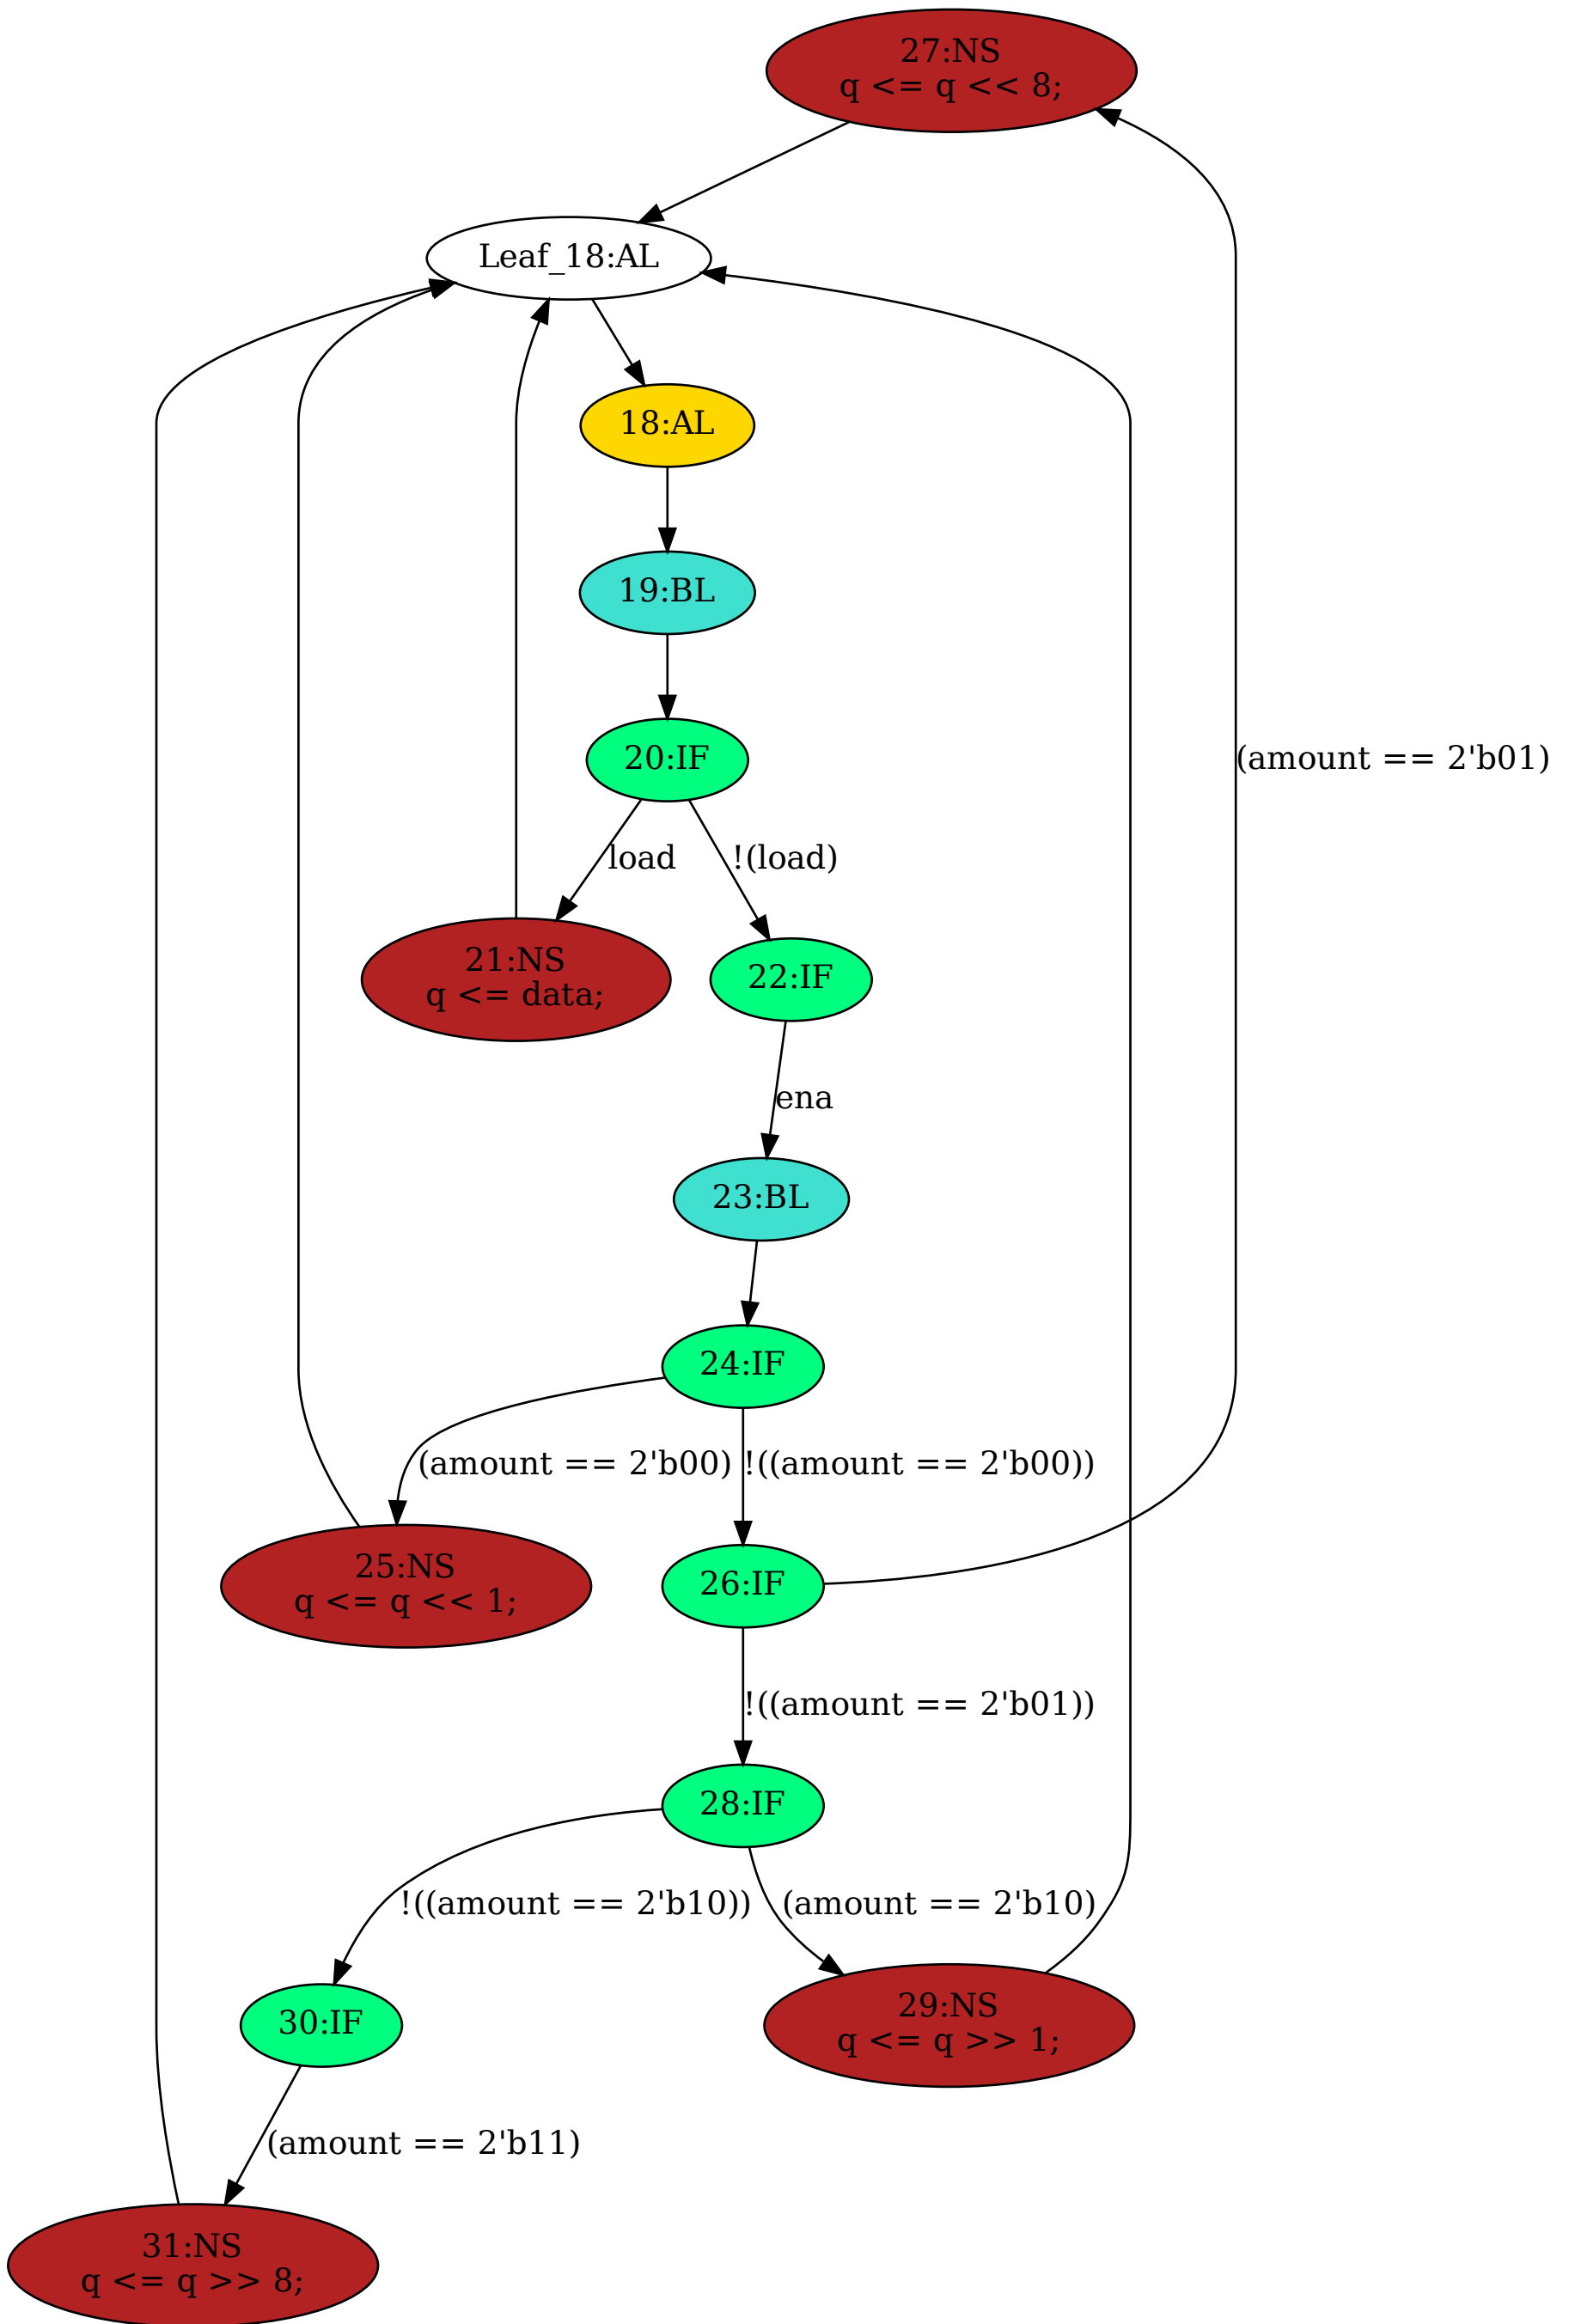 27:NS
q <= q << 8;
Leaf_18:AL
18:AL
19:BL
20:IF
(amount == 2'b01)
load
!(load)
21:NS
q <= data;
22:IF
ena
23:BL
24:IF
(amount == 2'b00)
!((amount == 2'b00))
25:NS
q <= q << 1;
26:IF
!((amount == 2'b01))
28:IF
!((amount == 2'b10))
(amount == 2'b10)
30:IF
29:NS
q <= q >> 1;
(amount == 2'b11)
31:NS
q <= q >> 8;